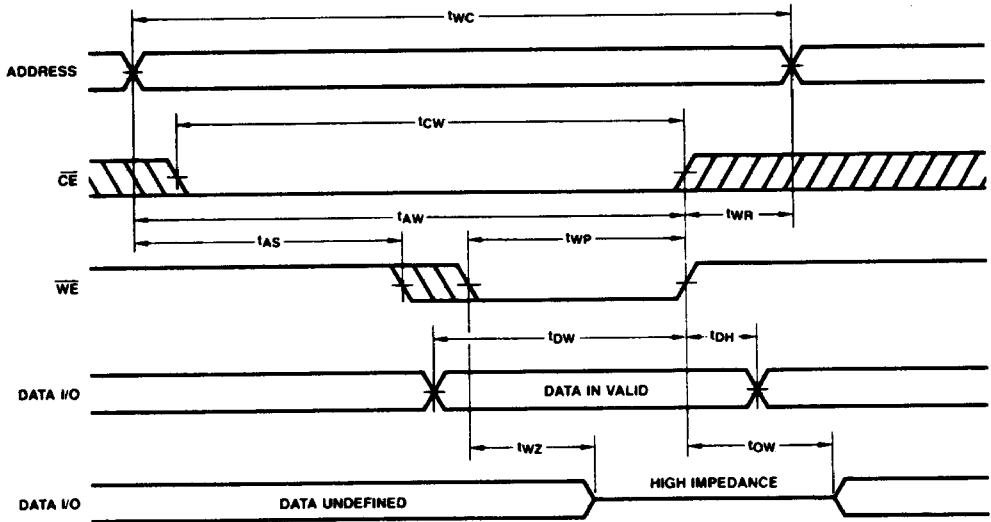 tWC
ADDRESS
tCW
CE
tAW
tWR
tAS
tWP
WE
tDW
tDH
DATA I/O
DATA IN VALID
tWZ
tOW
HIGH IMPEDANCE
DATA I/O
DATA UNDEFINED